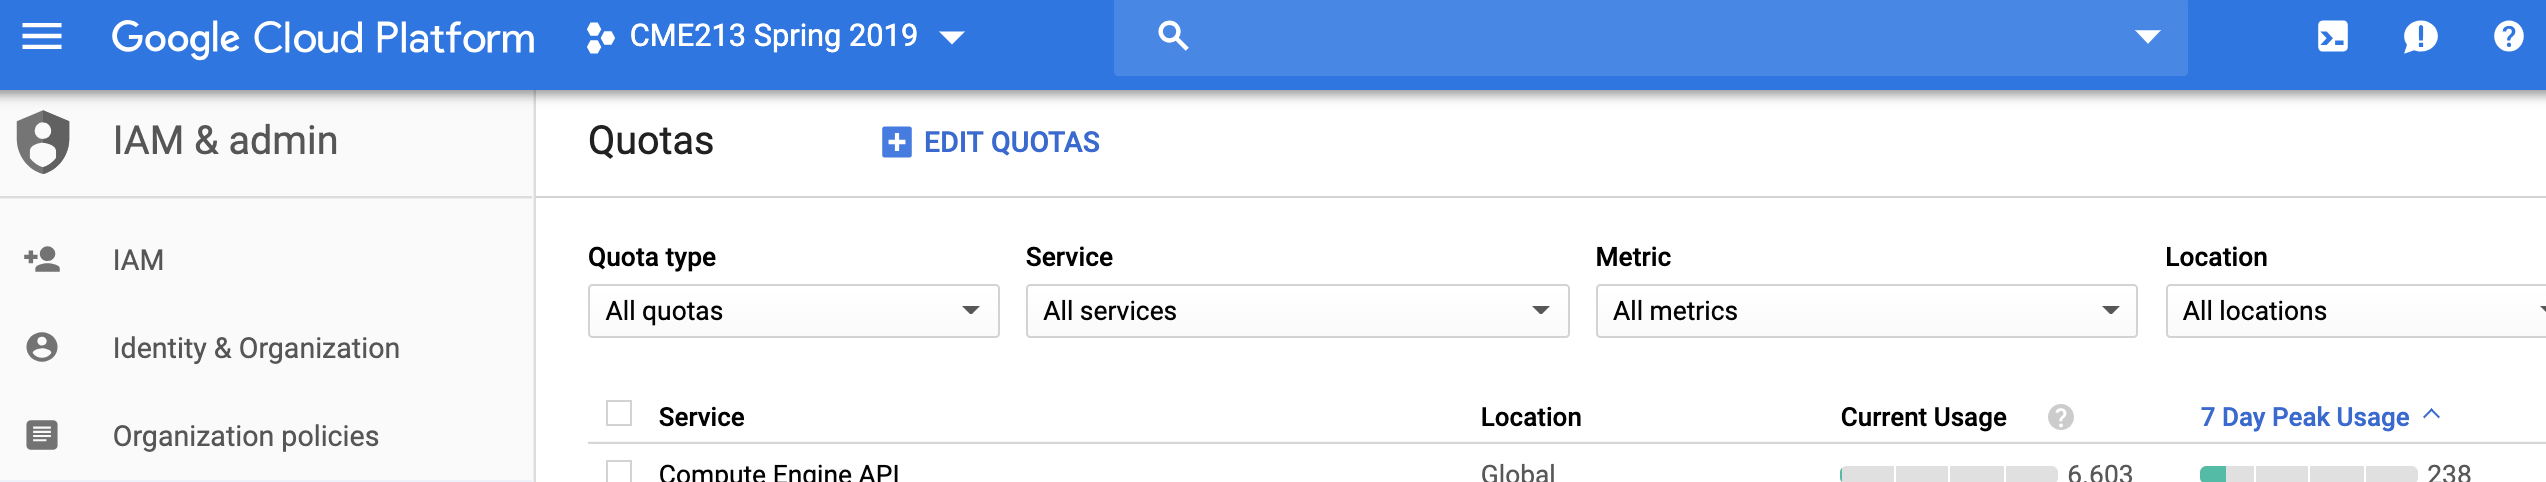 Google Cloud Platform CME213 Spring 2019
IAM & admin
Quotas EDIT QUOTAS
IAM
Identity & Organization
Organization policies
Quota type Service Metric Location
All quotas All services All metrics All locations
Service Location Current Usage ? 7 Day Peak Usage
Compute Engine API Global 6,603 238